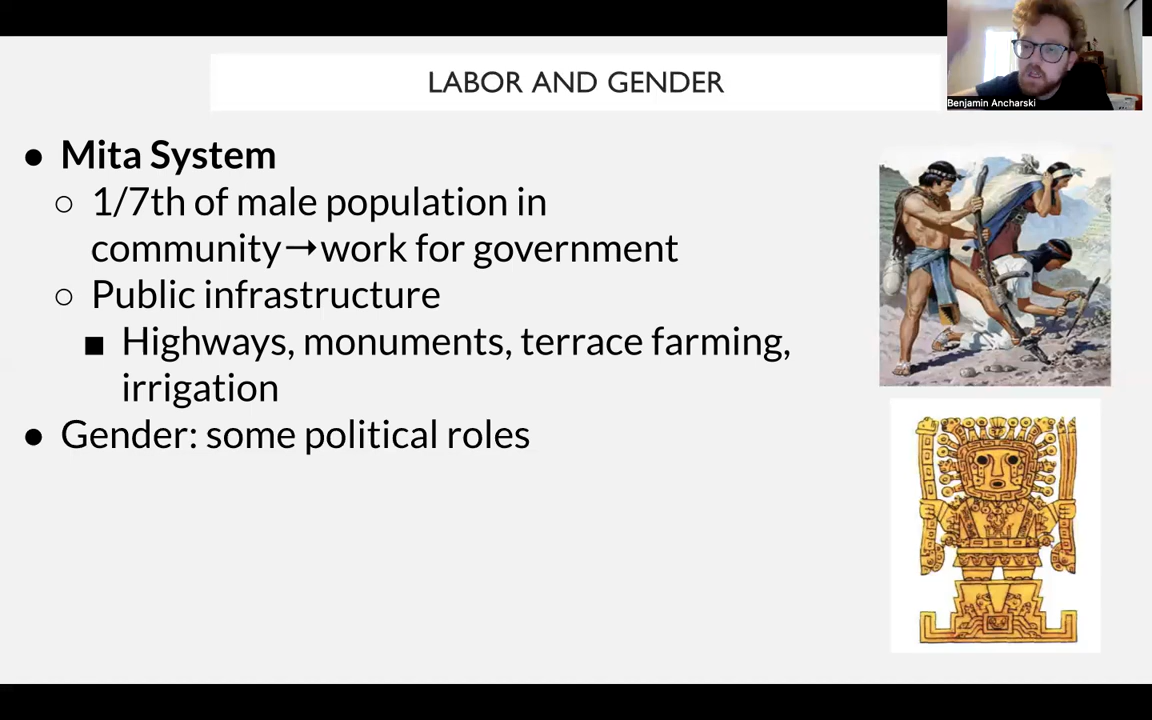 LABOR AND GENDER
Benjamin Ancharski
● Mita System
○ 1/7th of male population in
community→work for government
○ Public infrastructure
■ Highways, monuments, terrace farming,
irrigation
● Gender: some political roles